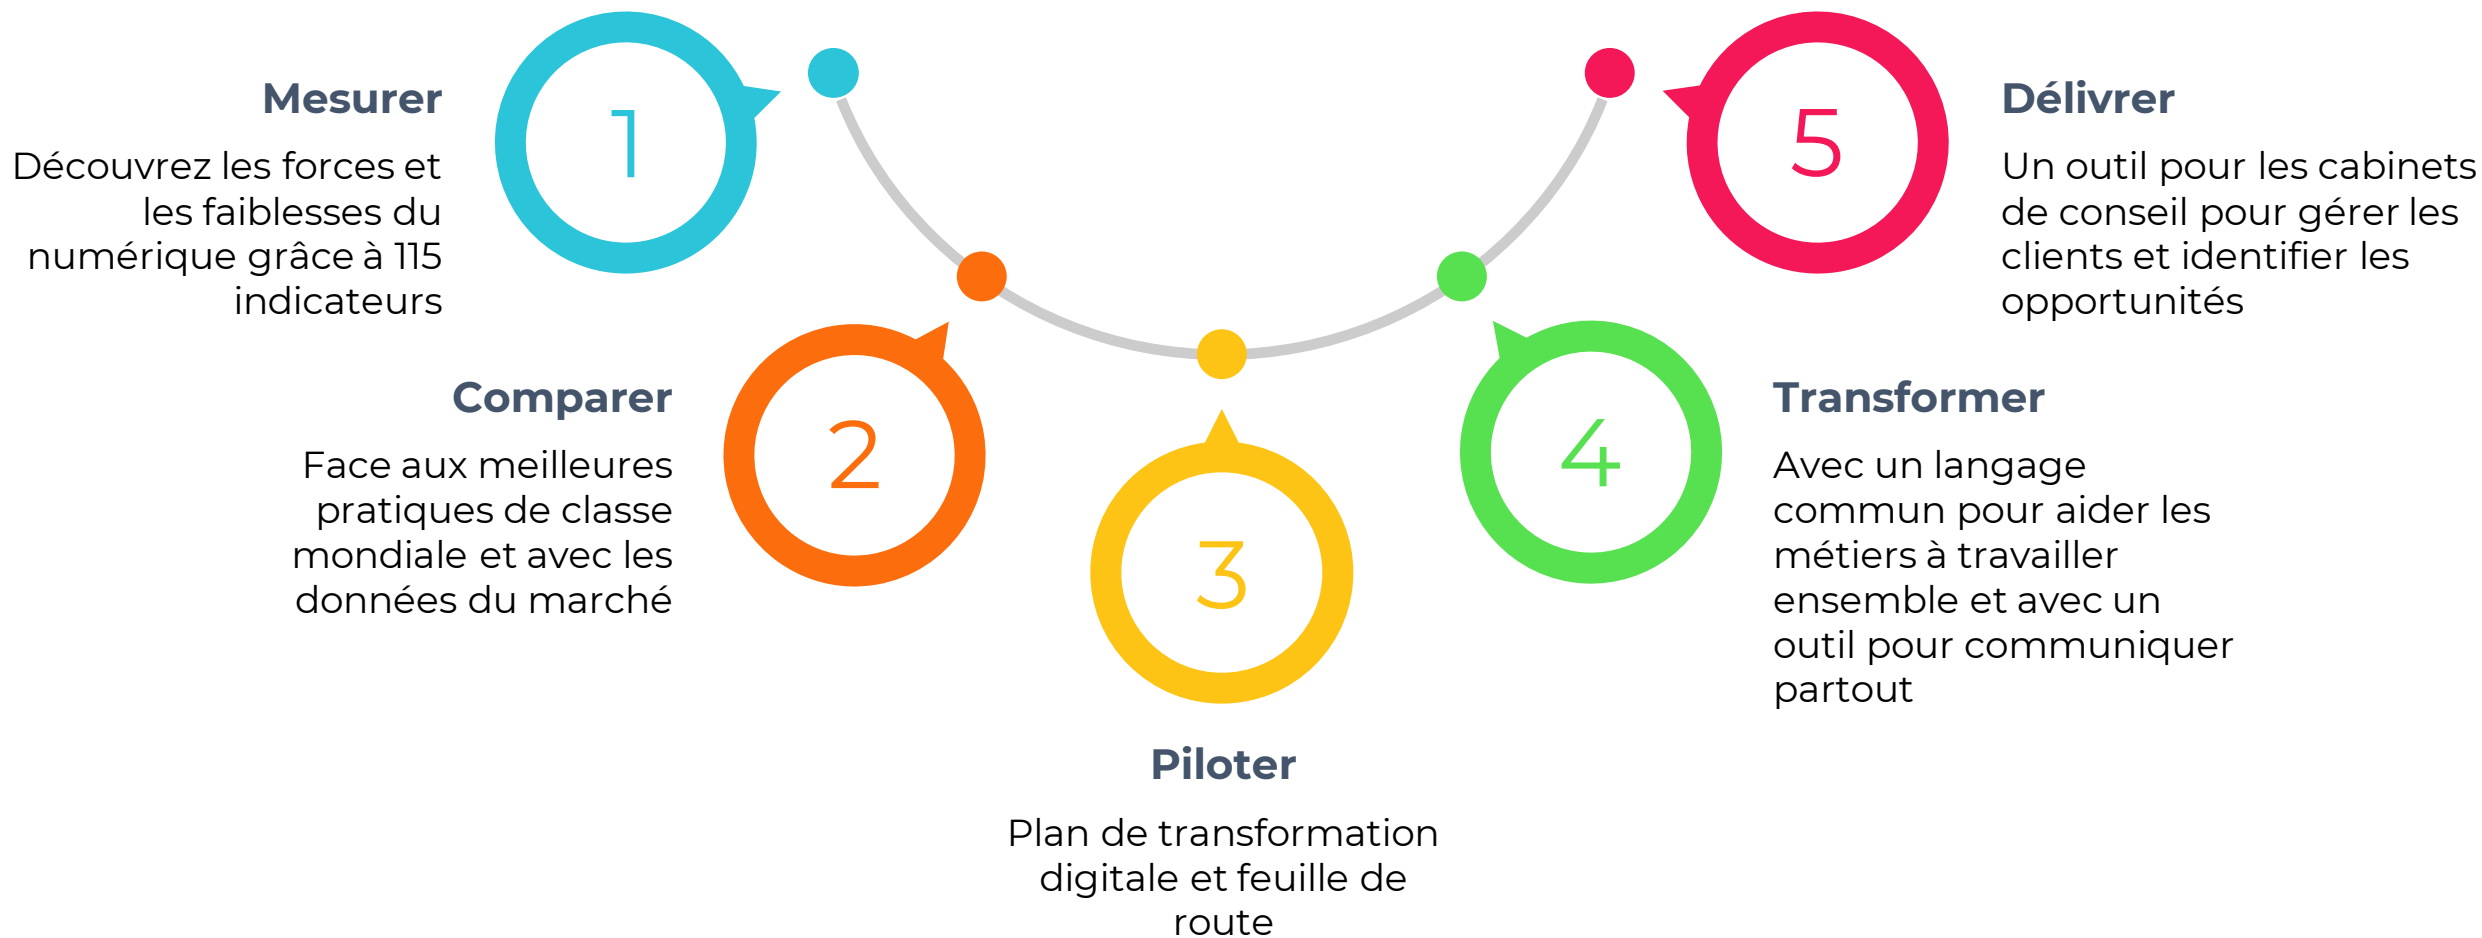 1
Mesurer
Découvrez les forces et
les faiblesses du
numérique grâce à 115
indicateurs
2
Comparer
Face aux meilleures
pratiques de classe
mondiale et avec les
données du marché
3
Piloter
Plan de transformation
digitale et feuille de
route
4
Transformer
Avec un langage
commun pour aider les
métiers à travailler
ensemble et avec un
outil pour communiquer
partout
5
Délivrer
Un outil pour les cabinets
de conseil pour gérer les
clients et identifier les
opportunités